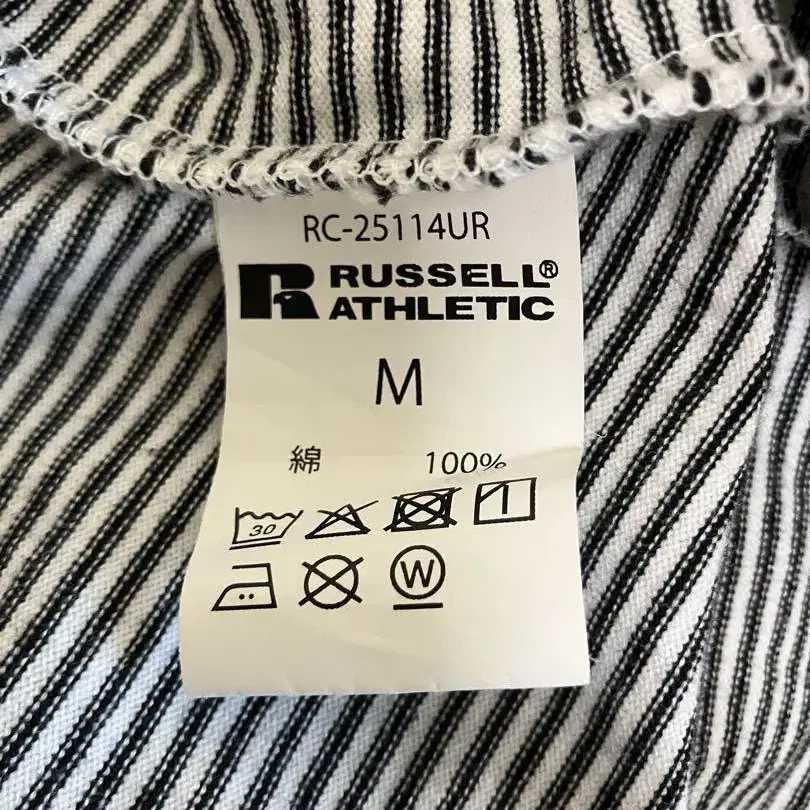 RC-25114UR
RUSSELL®
ATHLETIC
M
綿 100%
30
W